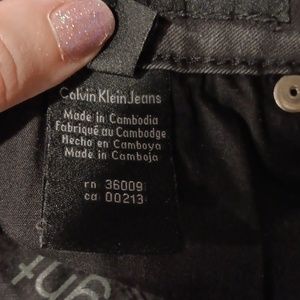 Calvin Klein Jeans
Made in Cambodia
Fabriqué au Cambodge
Hecho en Camboya
Made in Camboja
rn 36009
ca 00213